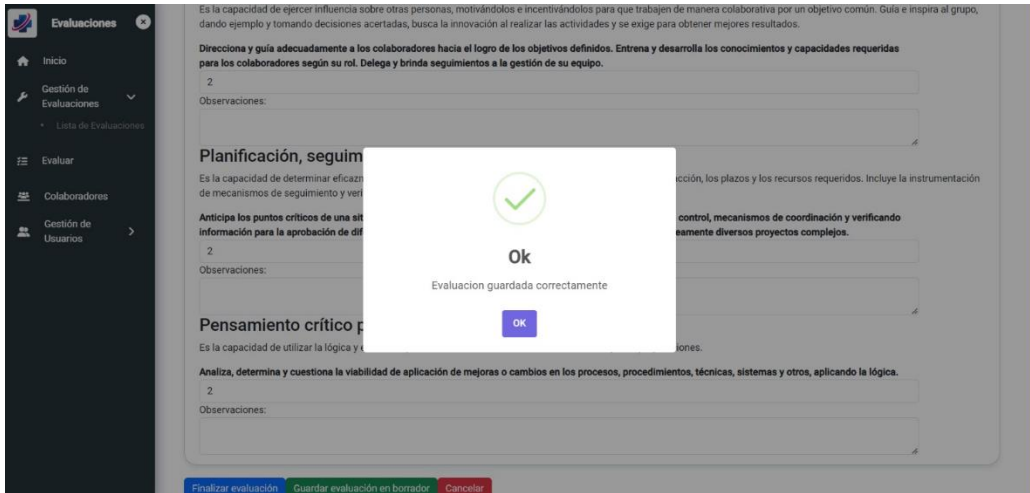 Evaluaciones
Inicio
Gestión de
Evaluaciones
Lista de Evaluaciones
Evaluar
Colaboradores
Gestión de
Usuarios
Es la capacidad de ejercer influencia sobre otras personas, motivándolos e incentivándolos para que trabajen de manera colaborativa por un objetivo común. Guía e inspira al grupo,
dando ejemplo y tomando decisiones acertadas, busca la innovación al realizar las actividades y se exige para obtener mejores resultados.
Direcciona y guía adecuadamente a los colaboradores hacia el logro de los objetivos definidos. Entrena y desarrolla los conocimientos y capacidades requeridas
para los colaboradores según su rol. Delega y brinda seguimientos a la gestión de su equipo.
2
Observaciones:
Planificación, seguim
Es la capacidad de determinar eficazm cción, los plazos y los recursos requeridos. Incluye la instrumentación
de mecanismos de seguimiento y veri
Anticipa los puntos críticos de una sit control, mecanismos de coordinación y verificando
información para la aprobación de dif eamente diversos proyectos complejos.
2
Observaciones:
Ok
Evaluacion guardada correctamente
OK
Pensamiento crítico p
Es la capacidad de utilizar la lógica y iones.
Analiza, determina y cuestiona la viabilidad de aplicación de mejoras o cambios en los procesos, procedimientos, técnicas, sistemas y otros, aplicando la lógica.
2
Observaciones:
Finalizar evaluación Guardar evaluación en borrador Cancelar